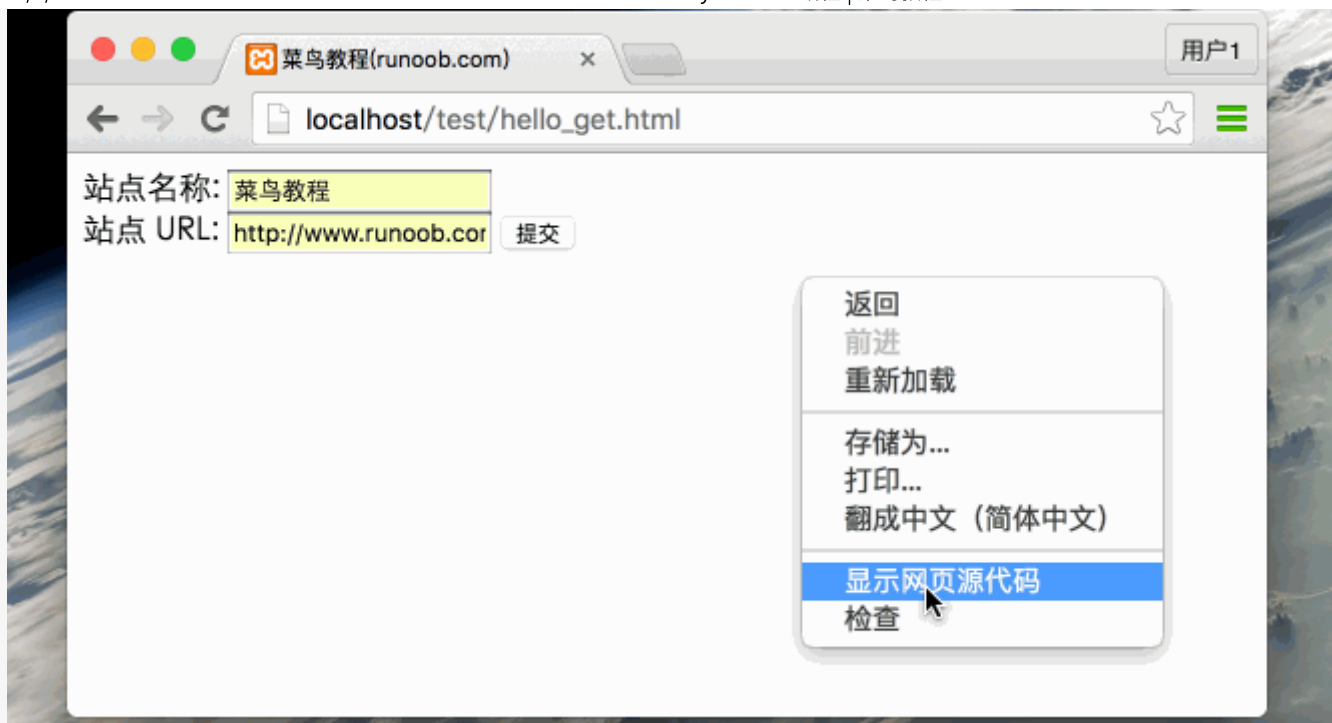 菜鸟教程(runoob.com)
用户1
localhost/test/hello_get.html
站点名称: 菜鸟教程
站点 URL: http://www.runoob.cor 提交
返回
前进
重新加载
存储为...
打印...
翻成中文（简体中文）
显示网页源代码
检查